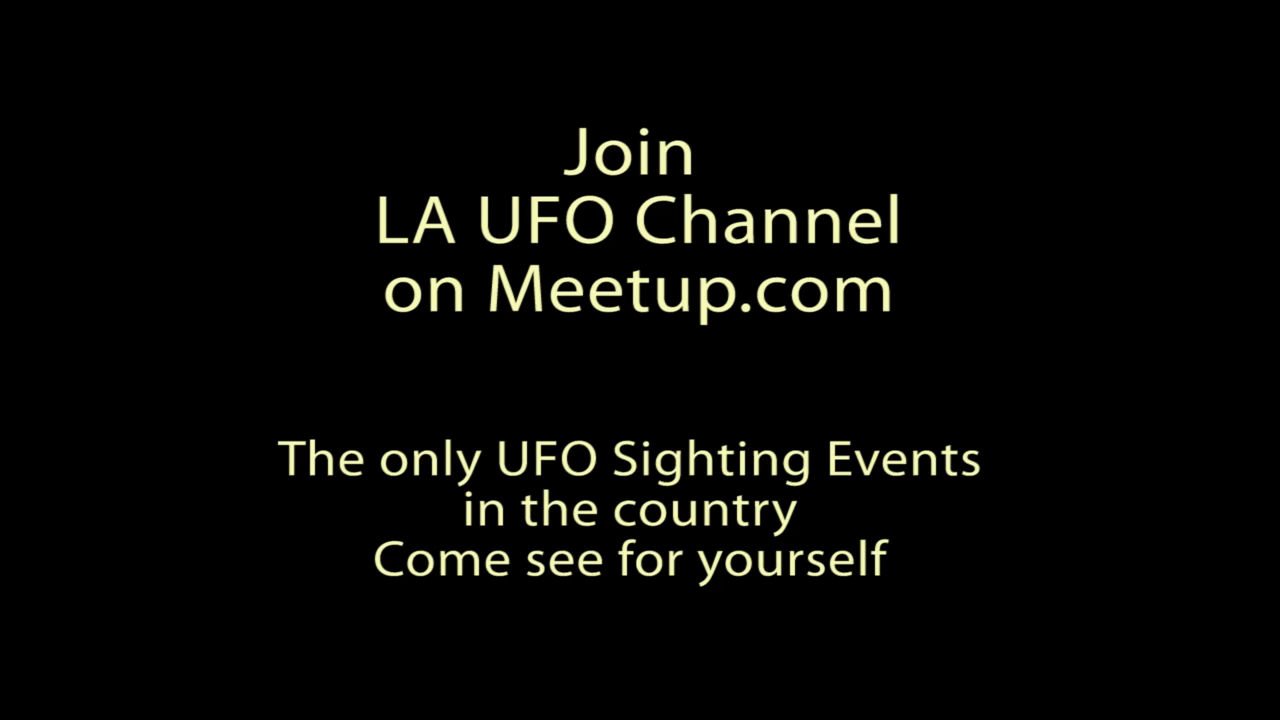 Join
LA UFO Channel
on Meetup.com
The only UFO Sighting Events
in the country
Come see for yourself